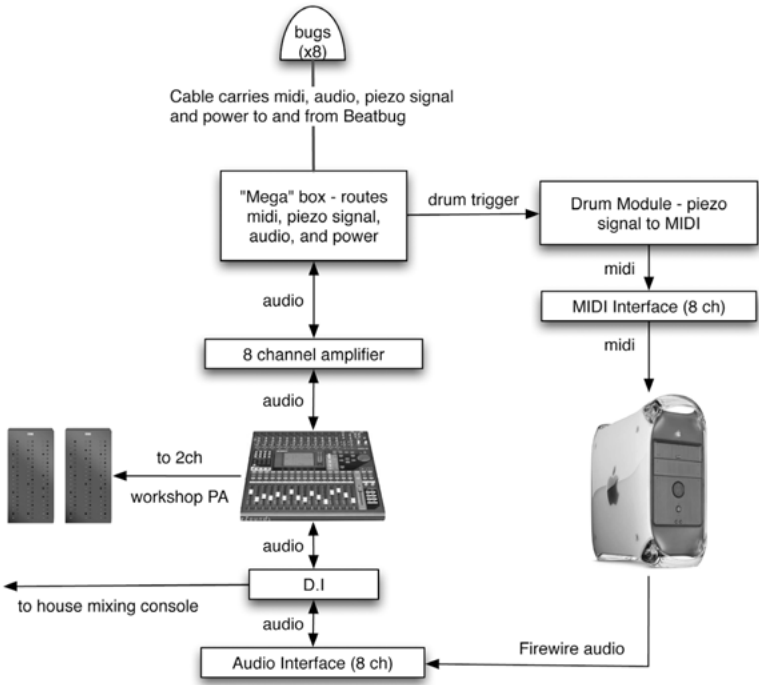 bugs
(x8)
Cable carries midi, audio, piezo signal
and power to and from Beatbug
"Mega" box - routes
midi, piezo signal,
audio, and power
drum trigger
Drum Module - piezo
signal to MIDI
midi
MIDI Interface (8 ch)
midi
audio
8 channel amplifier
audio
to 2ch
workshop PA
audio
D.I
to house mixing console
audio
Audio Interface (8 ch)
Firewire audio